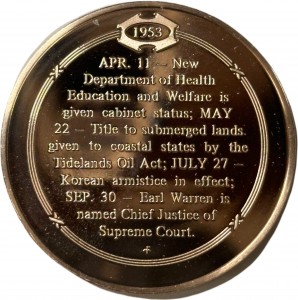 1953
APR. 11 — New
Department of Health
Education and Welfare is
given cabinet status; MAY
22 — Title to submerged lands
given to coastal states by the
Tidelands Oil Act; JULY 27 —
Korean armistice in effect;
SEP. 30 — Earl Warren is
named Chief Justice of
Supreme Court.